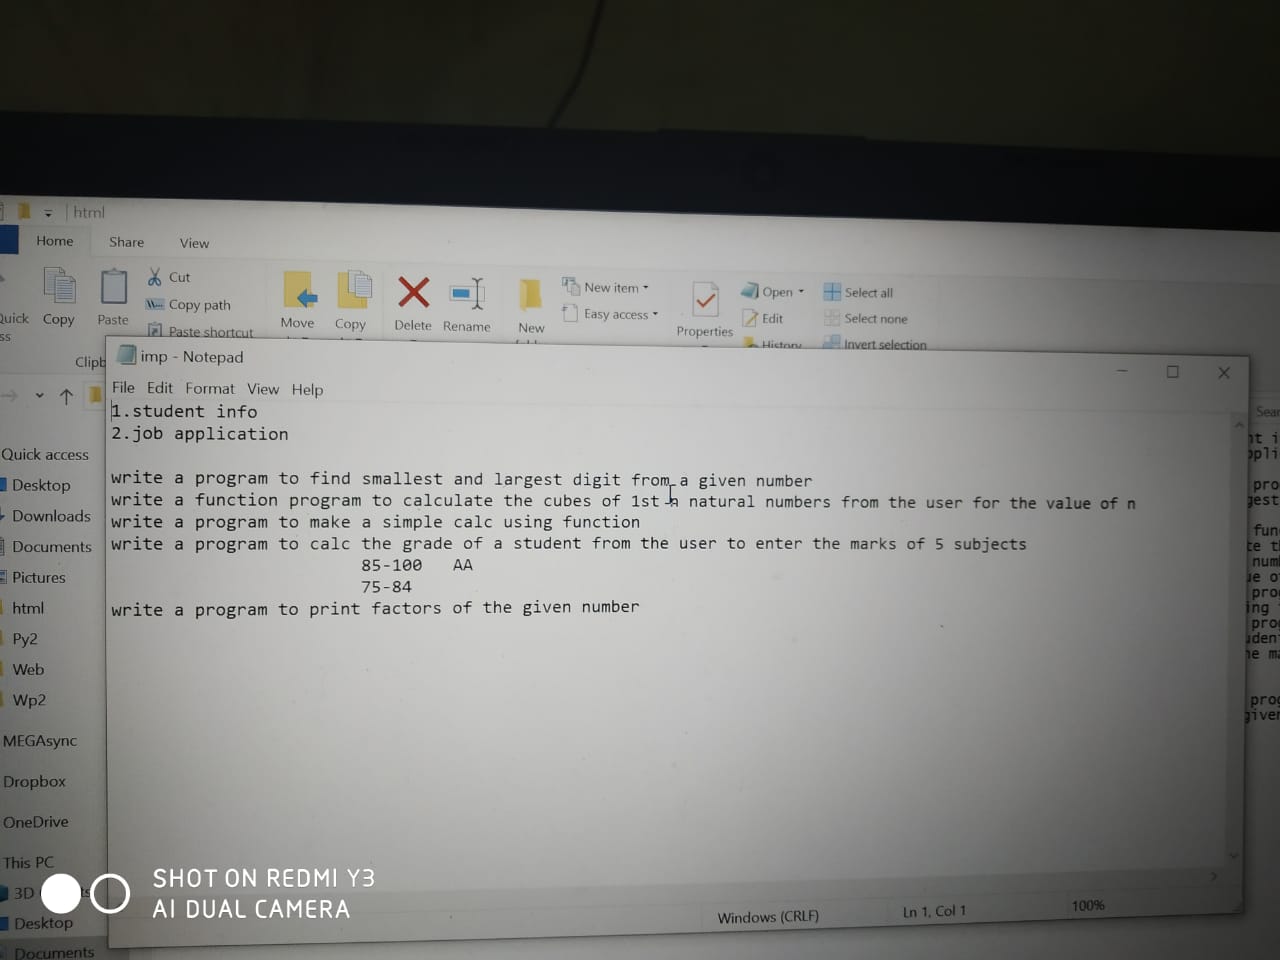 html
Home Share View
Copy
Paste
Cut
Copy path
Paste shortcut
Move
Copy
Delete
Rename
New
New item
Easy access
Properties
Open
Edit
History
Select all
Select none
Invert selection
imp - Notepad
File Edit Format View Help
1.student info
2.job application
write a program to find smallest and largest digit from a given number
write a function program to calculate the cubes of 1st n natural numbers from the user for the value of n
write a program to make a simple calc using function
write a program to calc the grade of a student from the user to enter the marks of 5 subjects
85-100 AA
75-84
write a program to print factors of the given number
Quick access
Desktop
Downloads
Documents
Pictures
html
Py2
Web
Wp2
MEGAsync
Dropbox
OneDrive
This PC
3D
Desktop
Documents
Windows (CRLF) Ln 1, Col 1 100%
SHOT ON REDMI Y3
AI DUAL CAMERA